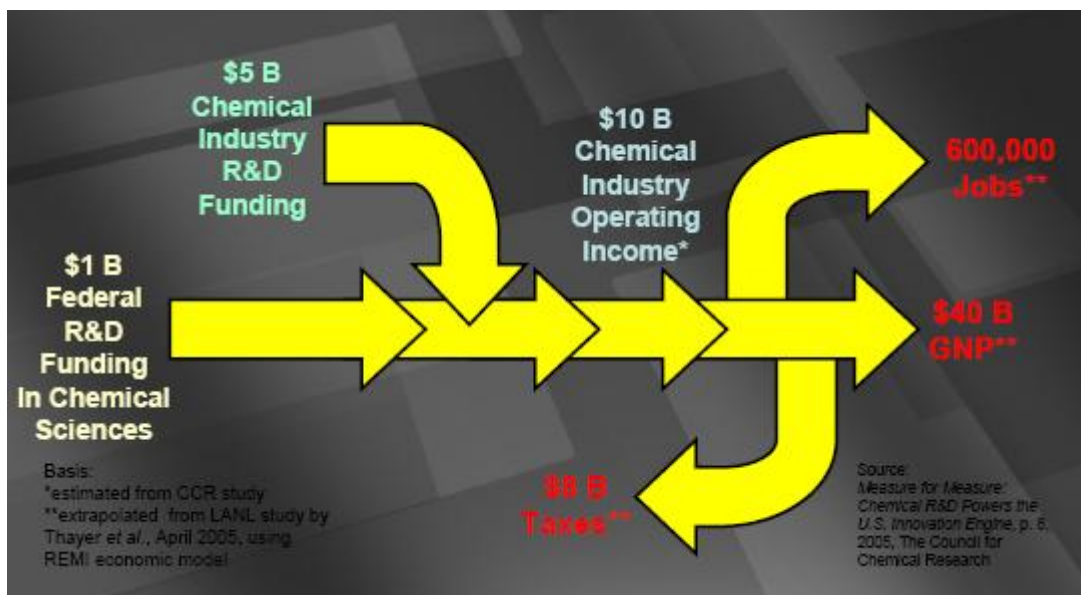 $5 B
Chemical
Industry
R&D
Funding
$10 B
Chemical
Industry
Operating
Income*
600,000
Jobs**
$1 B
Federal
R&D
Funding
In Chemical
Sciences
$40 B
GNP**
$8 B
Taxes**
Basis:
*estimated from CCR study
**extrapolated from LANL study by
Thayer et al., April 2005, using
REMI economic model
Source:
Measure for Measure:
Chemical R&D Powers the
U.S. Innovation Engine, p. 6,
2005, The Council for
Chemical Research